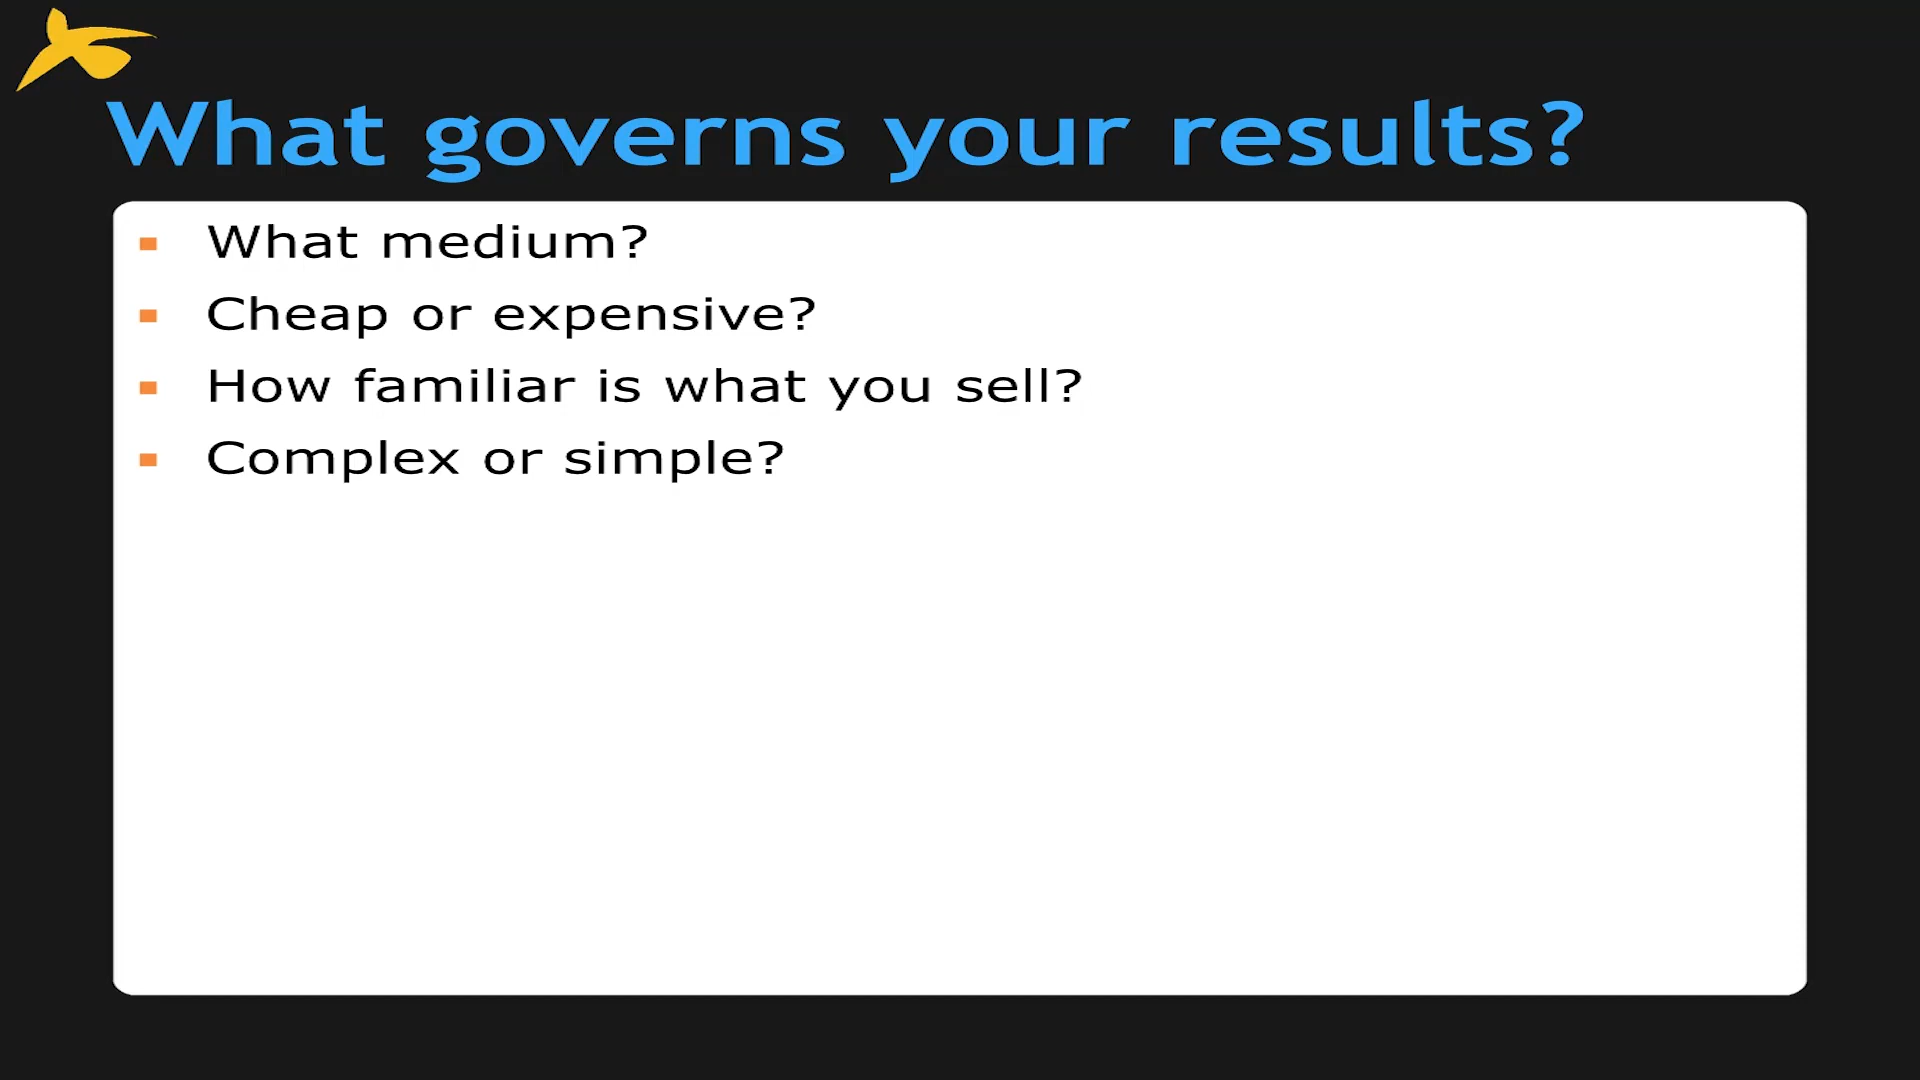 What governs your results?
What medium?
Cheap or expensive?
How familiar is what you sell?
Complex or simple?